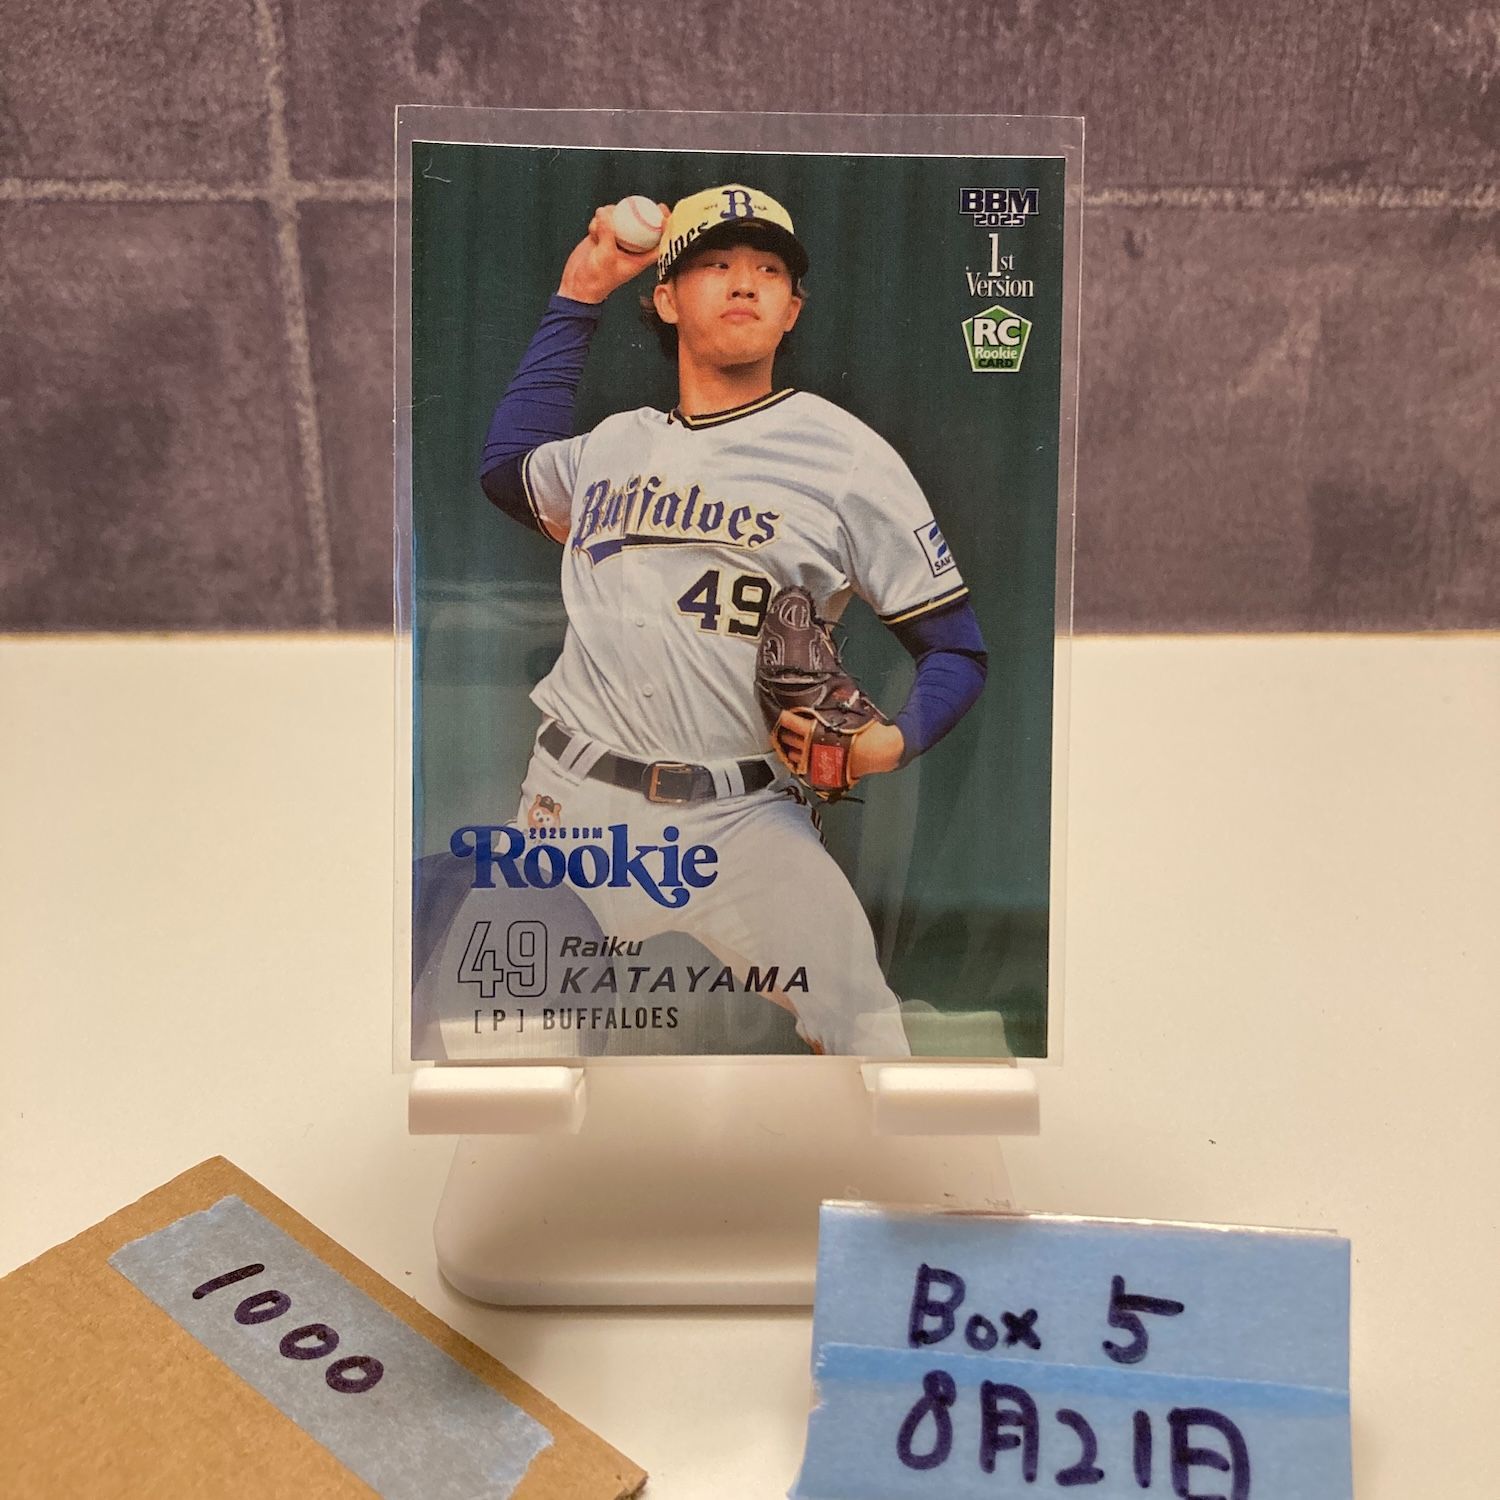 BBM
2025
1st
Version
RC
Rookie
CARD
B
Buffaloes
49
2025 BBM
Rookie
49 Raiku
KATAYAMA
[P] BUFFALOES
1000
Box 5
8月21日